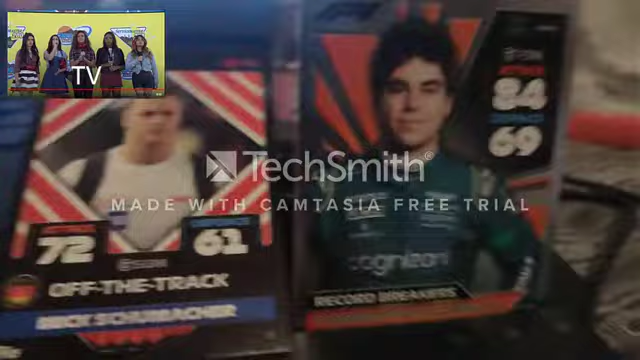 TV
84
69
TechSmith®
MADE WITH CAMTASIA FREE TRIAL
72
61
OFF-THE-TRACK
MICK SCHUMACHER
cognizant
RECORD BREAKERS